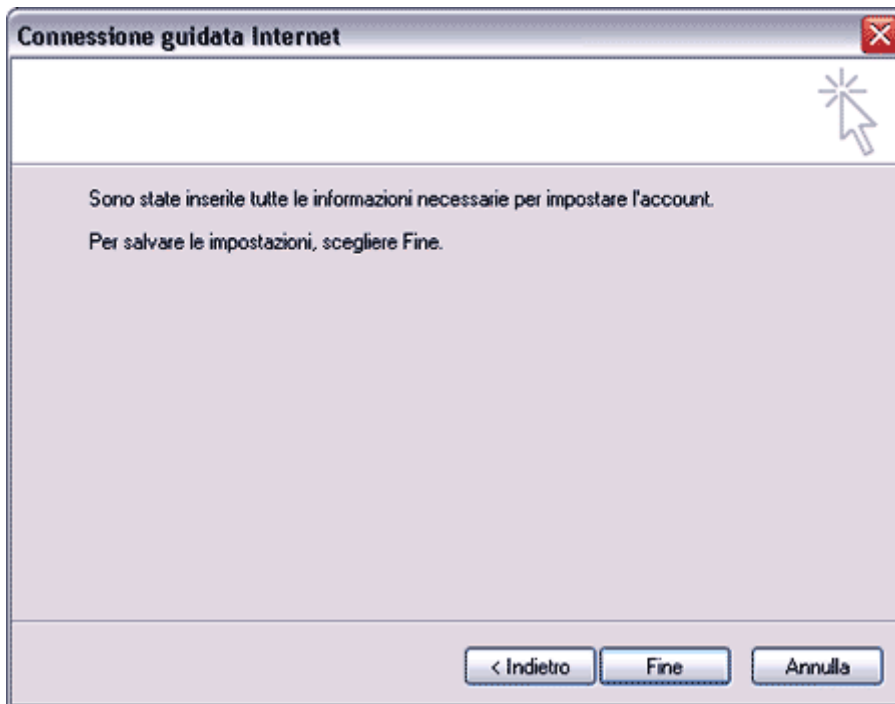 Connessione guidata Internet
Sono state inserite tutte le informazioni necessarie per impostare l'account.
Per salvare le impostazioni, scegliere Fine.
< Indietro Fine Annulla